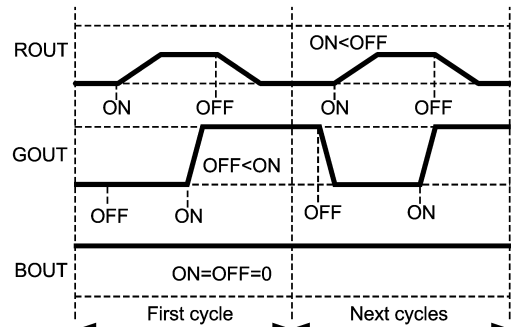 ROUT
ON<OFF
ON OFF ON OFF
GOUT
OFF<ON
OFF ON OFF ON
BOUT
ON=OFF=0
First cycle Next cycles